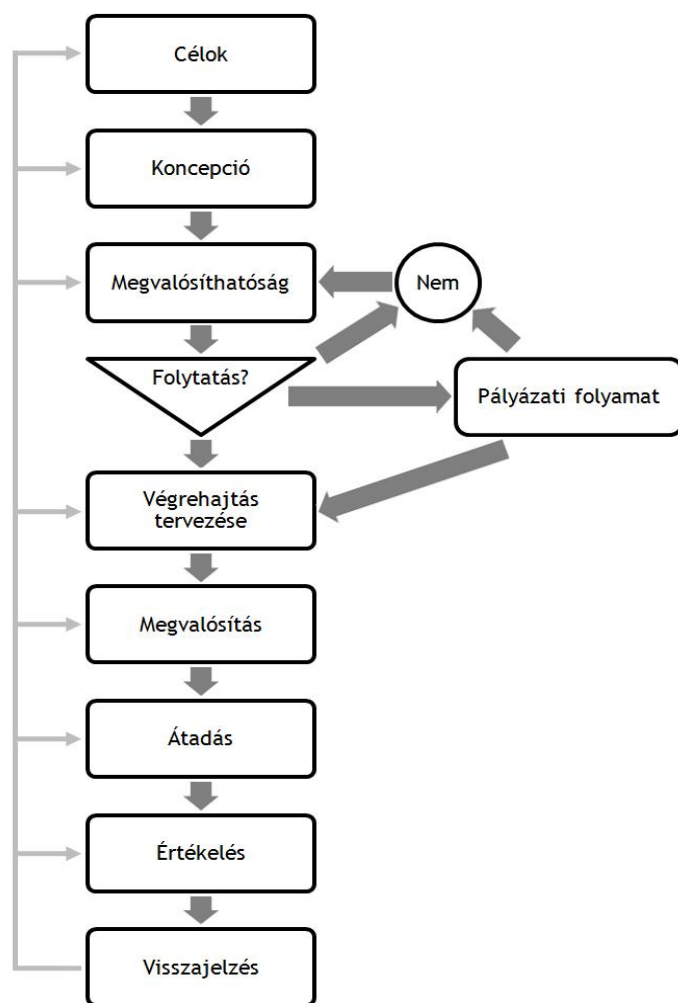 Célok
Koncepció
Megvalósíthatóság
Nem
Folytatás?
Pályázati folyamat
Végrehajtás
tervezése
Megvalósítás
Átadás
Értékelés
Visszajelzés